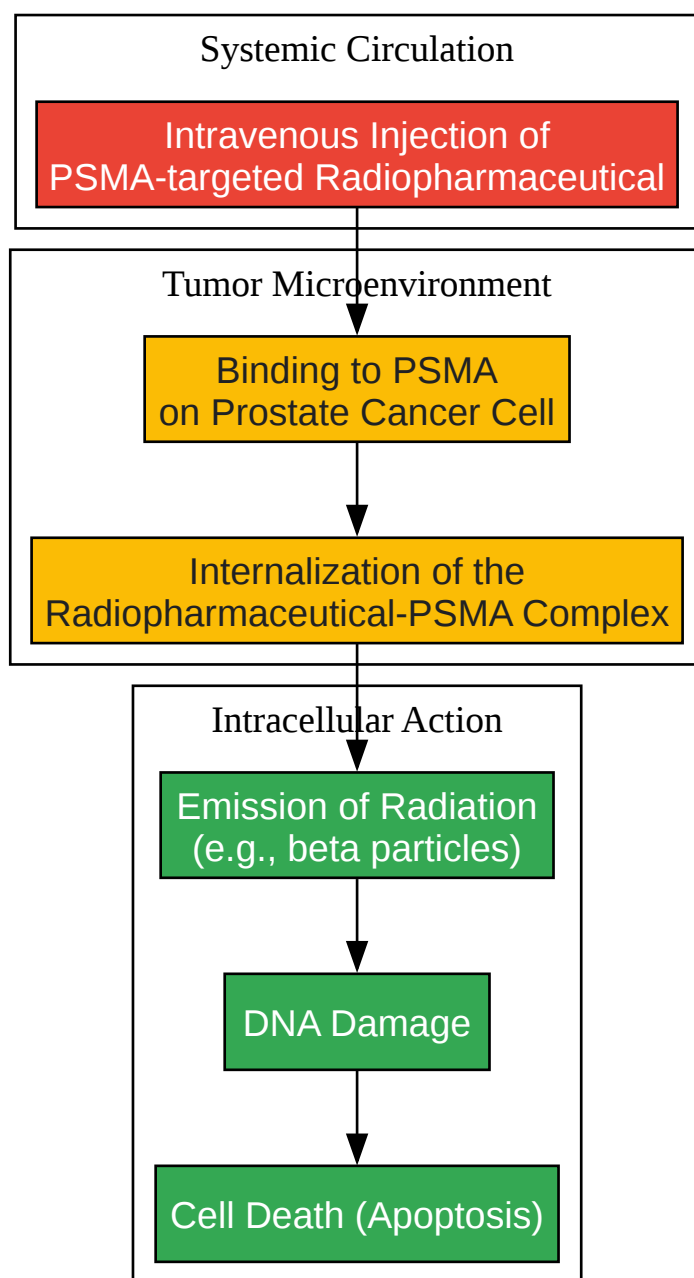 Systemic Circulation
Intravenous Injection of
PSMA-targeted Radiopharmaceutical
Tumor Microenvironment
Binding to PSMA
on Prostate Cancer Cell
Internalization of the
Radiopharmaceutical-PSMA Complex
Intracellular Action
Emission of Radiation
(e.g., beta particles)
DNA Damage
Cell Death (Apoptosis)